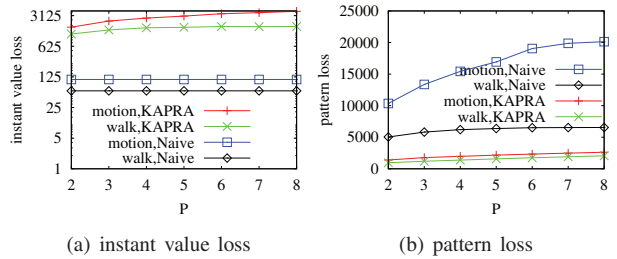 instant value loss
3125
625
125
25
5
1
motion,KAPRA
walk,KAPRA
motion,Naive
walk,Naive
2 3 4 5 6 7 8
P
(a) instant value loss
pattern loss
25000
20000
15000
10000
5000
0
motion,Naive
walk,Naive
motion,KAPRA
walk,KAPRA
2 3 4 5 6 7 8
P
(b) pattern loss